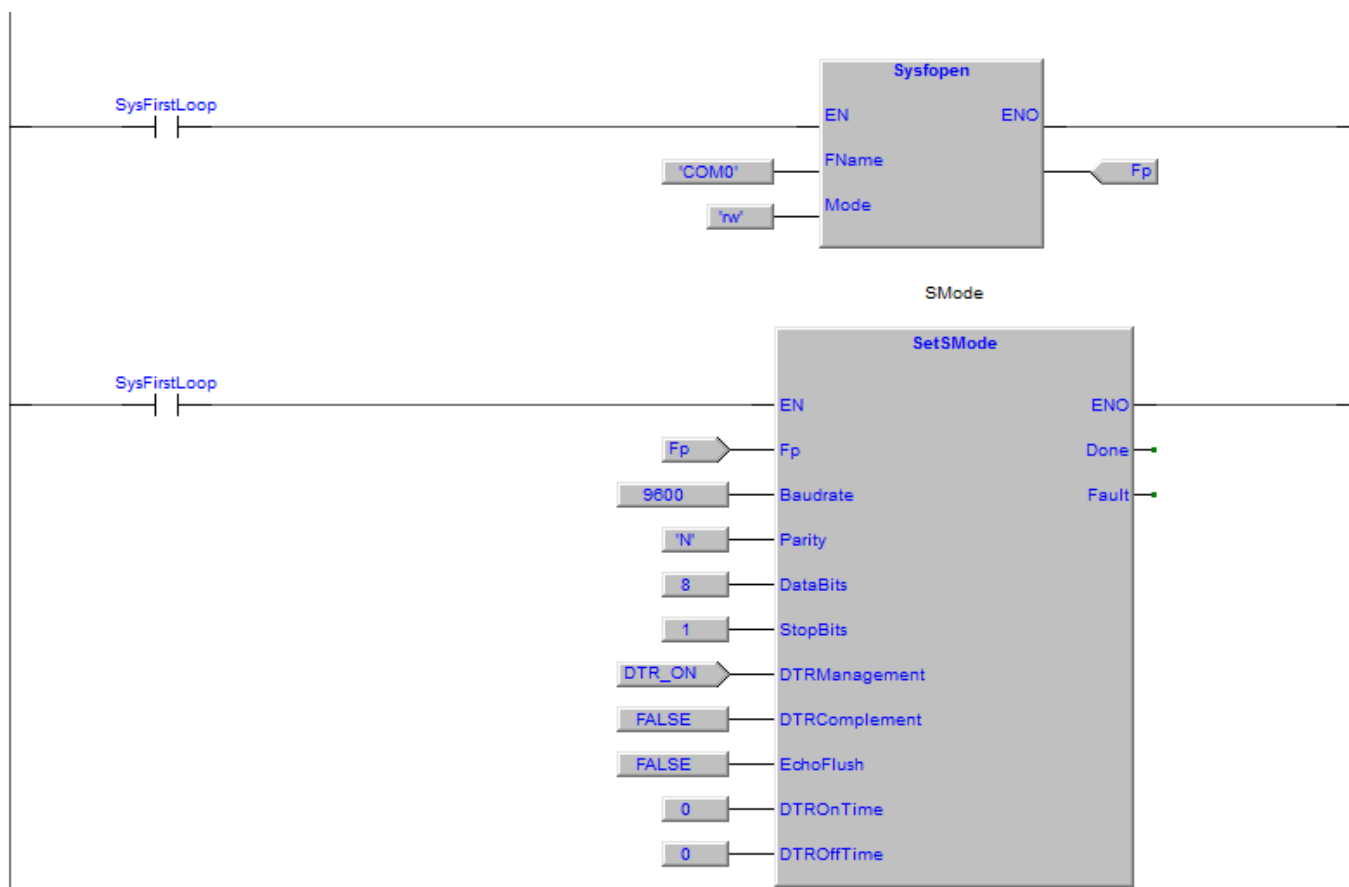 Sysfopen
SysFirstLoop
EN ENO
'COM0' FName Fp
'rw' Mode
SMode
SetSMode
SysFirstLoop
EN ENO
Fp Fp Done
9600 Baudrate Fault
'N' Parity
8 DataBits
1 StopBits
DTR_ON DTRManagement
FALSE DTRComplement
FALSE EchoFlush
0 DTROnTime
0 DTROffTime